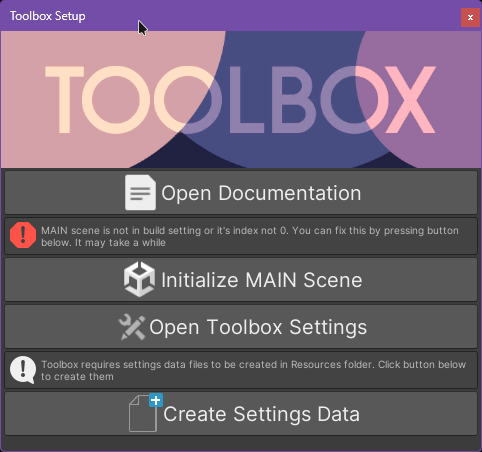 Toolbox Setup
x
TOOLBOX
Open Documentation
MAIN scene is not in build setting or it's index not 0. You can fix this by pressing button
below. It may take a while
Initialize MAIN Scene
Open Toolbox Settings
Toolbox requires settings data files to be created in Resources folder. Click button below
to create them
Create Settings Data